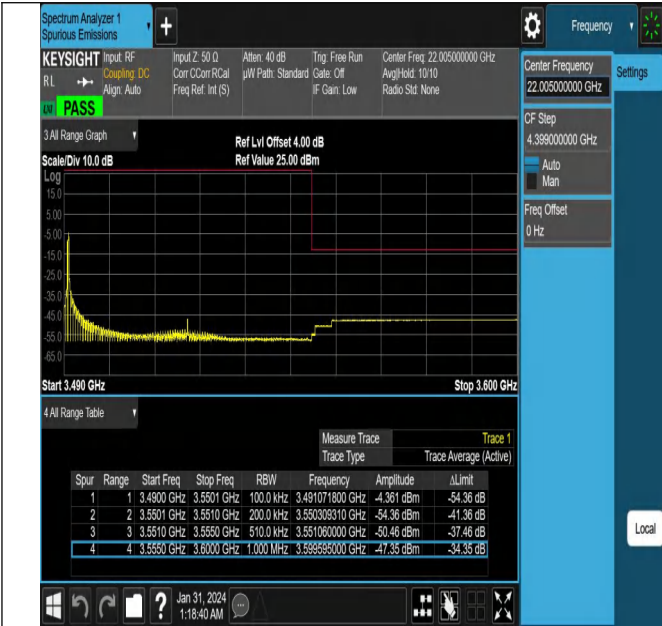 Spectrum Analyzer 1
Spurious Emissions
Frequency
KEYSIGHT
RL
Input: RF
Coupling: DC
Align: Auto
Input Z: 50 Ω
Corr CCorr RCal
Freq Ref: Int (S)
Atten: 40 dB
µW Path: Standard
Trig: Free Run
Gate: Off
IF Gain: Low
Center Freq: 22.005000000 GHz
Avg|Hold: 10/10
Radio Std: None
PASS
Center Frequency
22.005000000 GHz
Settings
CF Step
4.399000000 GHz
Auto
Man
Freq Offset
0 Hz
3 All Range Graph
Ref Lvl Offset 4.00 dB
Scale/Div 10.0 dB
Ref Value 25.00 dBm
Log
15.0
5.00
-5.00
-15.0
-25.0
-35.0
-45.0
-55.0
-65.0
Start 3.490 GHz
Stop 3.600 GHz
4 All Range Table
Measure Trace Trace 1
Trace Type Trace Average (Active)
Spur Range Start Freq Stop Freq RBW Frequency Amplitude ΔLimit
1 1 3.4900 GHz 3.5501 GHz 100.0 kHz 3.491071800 GHz -4.361 dBm -54.36 dB
2 2 3.5501 GHz 3.5510 GHz 200.0 kHz 3.550309310 GHz -54.36 dBm -41.36 dB
3 3 3.5510 GHz 3.5550 GHz 510.0 kHz 3.551060000 GHz -50.46 dBm -37.46 dB
4 4 3.5550 GHz 3.6000 GHz 1.000 MHz 3.599595000 GHz -47.35 dBm -34.35 dB
Local
Jan 31, 2024
1:18:40 AM